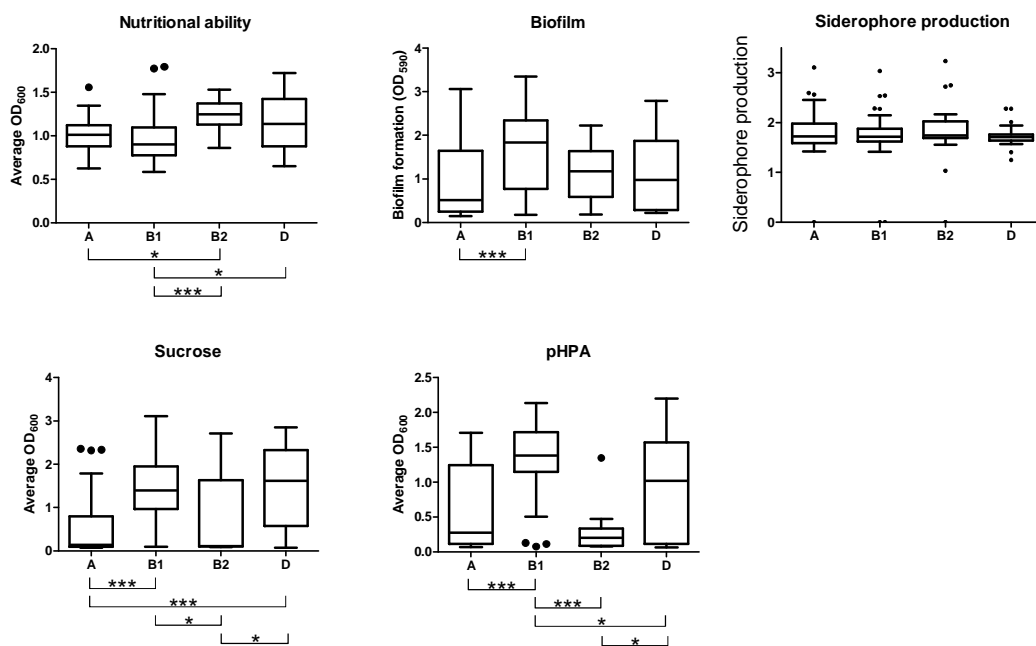 Nutritional ability
Average OD600
2.0
1.5
1.0
0.5
0.0
A B1 B2 D
*
*
***
Biofilm
Biofilm formation (OD590)
4
3
2
1
0
A B1 B2 D
***
Siderophore production
Siderophore production
3
2
1
0
A B1 B2 D
Sucrose
Average OD600
4
3
2
1
0
A B1 B2 D
***
***
*
*
pHPA
Average OD600
2.5
2.0
1.5
1.0
0.5
0.0
A B1 B2 D
***
***
*
*